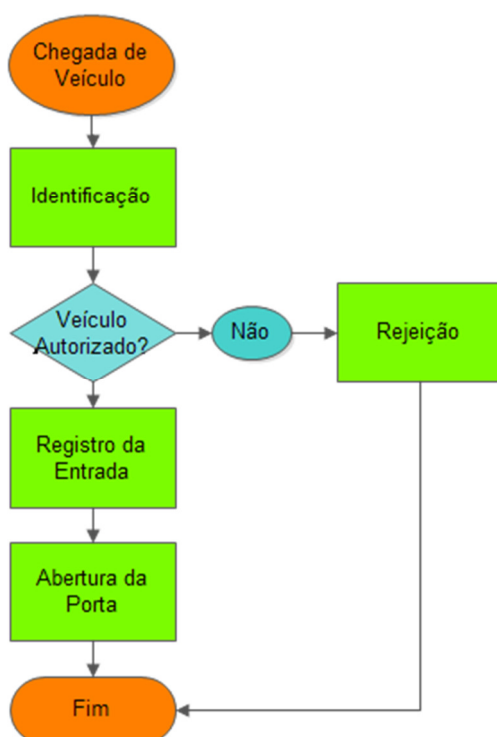 Chegada de
Veículo
Identificação
Veículo
Autorizado?
Não
Rejeição
Registro da
Entrada
Abertura da
Porta
Fim